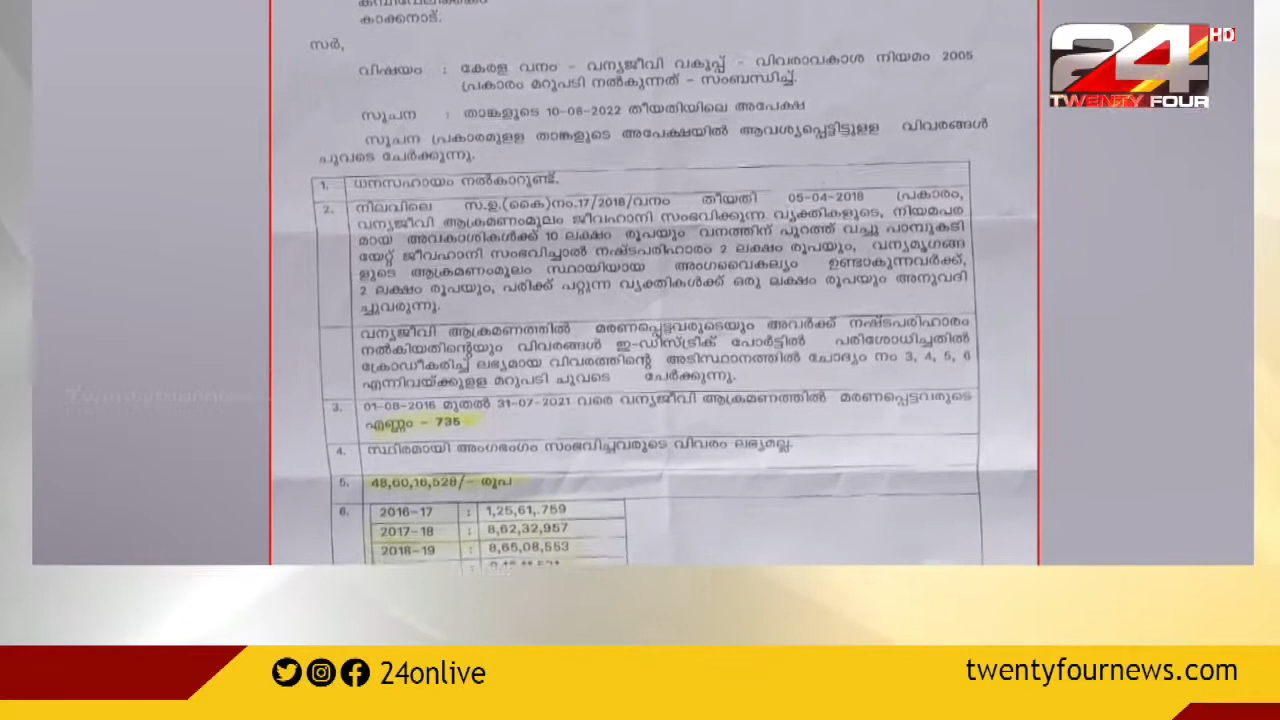 കാക്കനാട്.
സർ,
വിഷയം : കേരള വനം - വന്യജീവി വകുപ്പ് - വിവരാവകാശ നിയമം 2005
പ്രകാരം മറുപടി നൽകുന്നത് - സംബന്ധിച്ച്.
സൂചന : താങ്കളുടെ 10-08-2022 തീയതിയിലെ അപേക്ഷ
സൂചന പ്രകാരമുളള താങ്കളുടെ അപേക്ഷയിൽ ആവശ്യപ്പെട്ടിട്ടുളള വിവരങ്ങൾ
ചുവടെ ചേർക്കുന്നു.
1. ധനസഹായം നൽകാറുണ്ട്.
2. നിലവിലെ സ.ഉ.(കൈ)നം.17/2018/വനം തീയതി 05-04-2018 പ്രകാരം,
വന്യജീവി ആക്രമണംമൂലം ജീവഹാനി സംഭവിക്കുന്ന വ്യക്തികളുടെ, നിയമപര
മായ അവകാശികൾക്ക് 10 ലക്ഷം രൂപയും വനത്തിന് പുറത്ത് വച്ചു പാമ്പുകടി
യേറ്റ് ജീവഹാനി സംഭവിച്ചാൽ നഷ്ടപരിഹാരം 2 ലക്ഷം രൂപയും, വന്യമൃഗങ്ങ
ളുടെ ആക്രമണംമൂലം സ്ഥായിയായ അംഗവൈകല്യം ഉണ്ടാകുന്നവർക്ക്,
2 ലക്ഷം രൂപയും, പരിക്ക് പറ്റുന്ന വ്യക്തികൾക്ക് ഒരു ലക്ഷം രൂപയും അനുവദി
ച്ചുവരുന്നു.
വന്യജീവി ആക്രമണത്തിൽ മരണപ്പെട്ടവരുടെയും അവർക്ക് നഷ്ടപരിഹാരം
നൽകിയതിന്റെയും വിവരങ്ങൾ ഇ-ഡിസ്ട്രിക് പോർട്ടിൽ പരിശോധിച്ചതിൽ
ക്രോഡീകരിച്ച് ലഭ്യമായ വിവരത്തിന്റെ അടിസ്ഥാനത്തിൽ ചോദ്യം നം 3, 4, 5, 6
എന്നിവയ്ക്കുളള മറുപടി ചുവടെ ചേർക്കുന്നു.
3. 01-08-2016 മുതൽ 31-07-2021 വരെ വന്യജീവി ആക്രമണത്തിൽ മരണപ്പെട്ടവരുടെ
എണ്ണം - 735
4. സ്ഥിരമായി അംഗഭംഗം സംഭവിച്ചവരുടെ വിവരം ലഭ്യമല്ല.
5. 48,60,16,528/- രൂപ
6. 2016-17 : 1,25,61,.759
2017-18 : 8,62,32,957
2018-19 : 8,65,08,553
24 HD
TWENTY FOUR
Twentyfournews
24onlive
twentyfournews.com